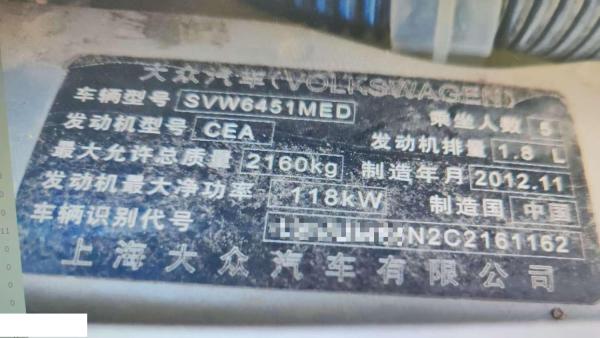 大众汽车(VOLKSWAGEN)
车辆型号 SVW6451MED 乘坐人数 5
发动机型号 CEA 发动机排量 1.8 L
最大允许总质量 2160kg 制造年月 2012.11
发动机最大净功率 118kW 制造国 中国
车辆识别代号 N2C2161162
上海大众汽车有限公司